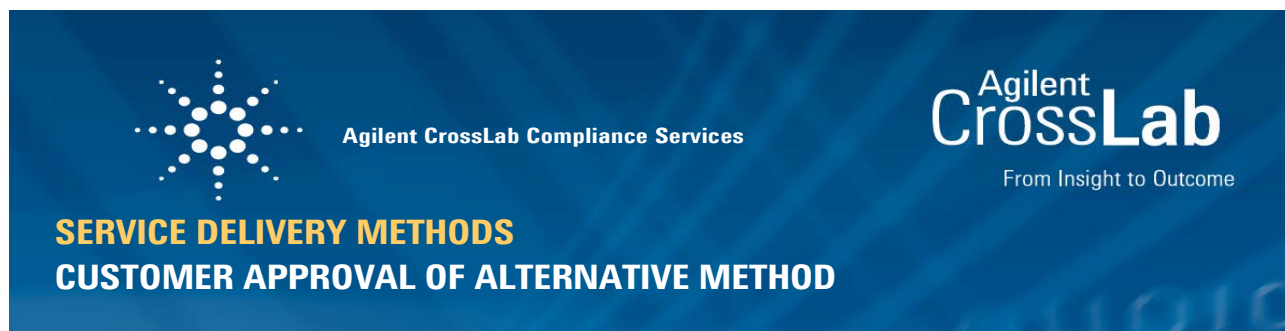 Agilent CrossLab Compliance Services
Agilent
CrossLab
From Insight to Outcome
SERVICE DELIVERY METHODS
CUSTOMER APPROVAL OF ALTERNATIVE METHOD